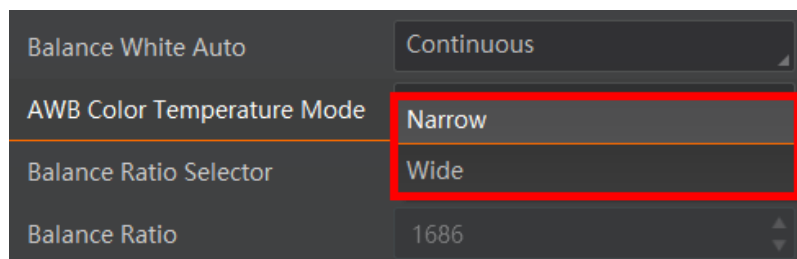 Balance White Auto Continuous
AWB Color Temperature Mode Narrow
Balance Ratio Selector Wide
Balance Ratio 1686